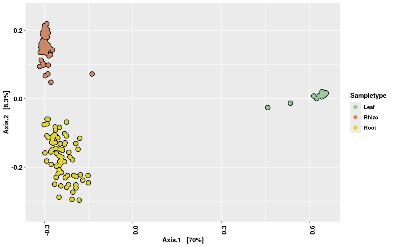 0.2
0.0
-0.2
Axis.2 [8.3%]
-0.3
0.0
0.3
0.6
Axis.1 [70%]
Sampletype
Leaf
Rhizo
Root